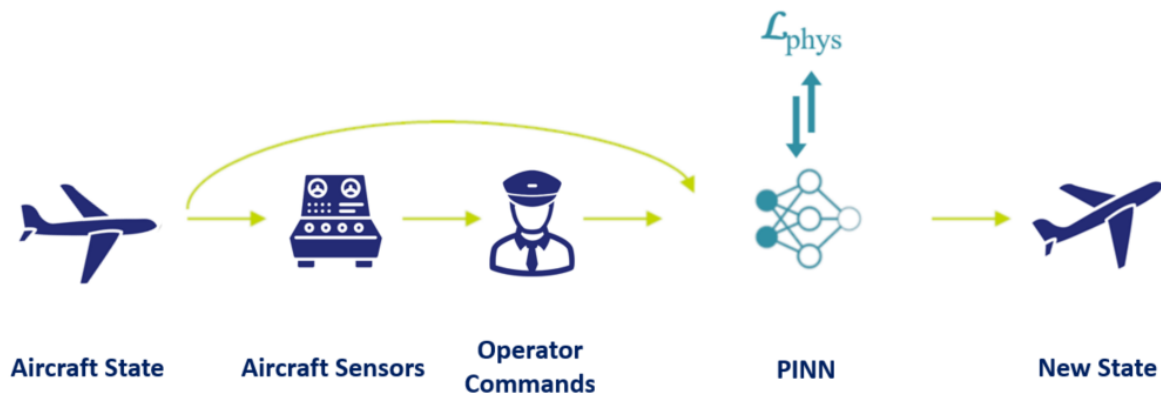 ℒphys
Aircraft State
Aircraft Sensors
Operator
Commands
PINN
New State